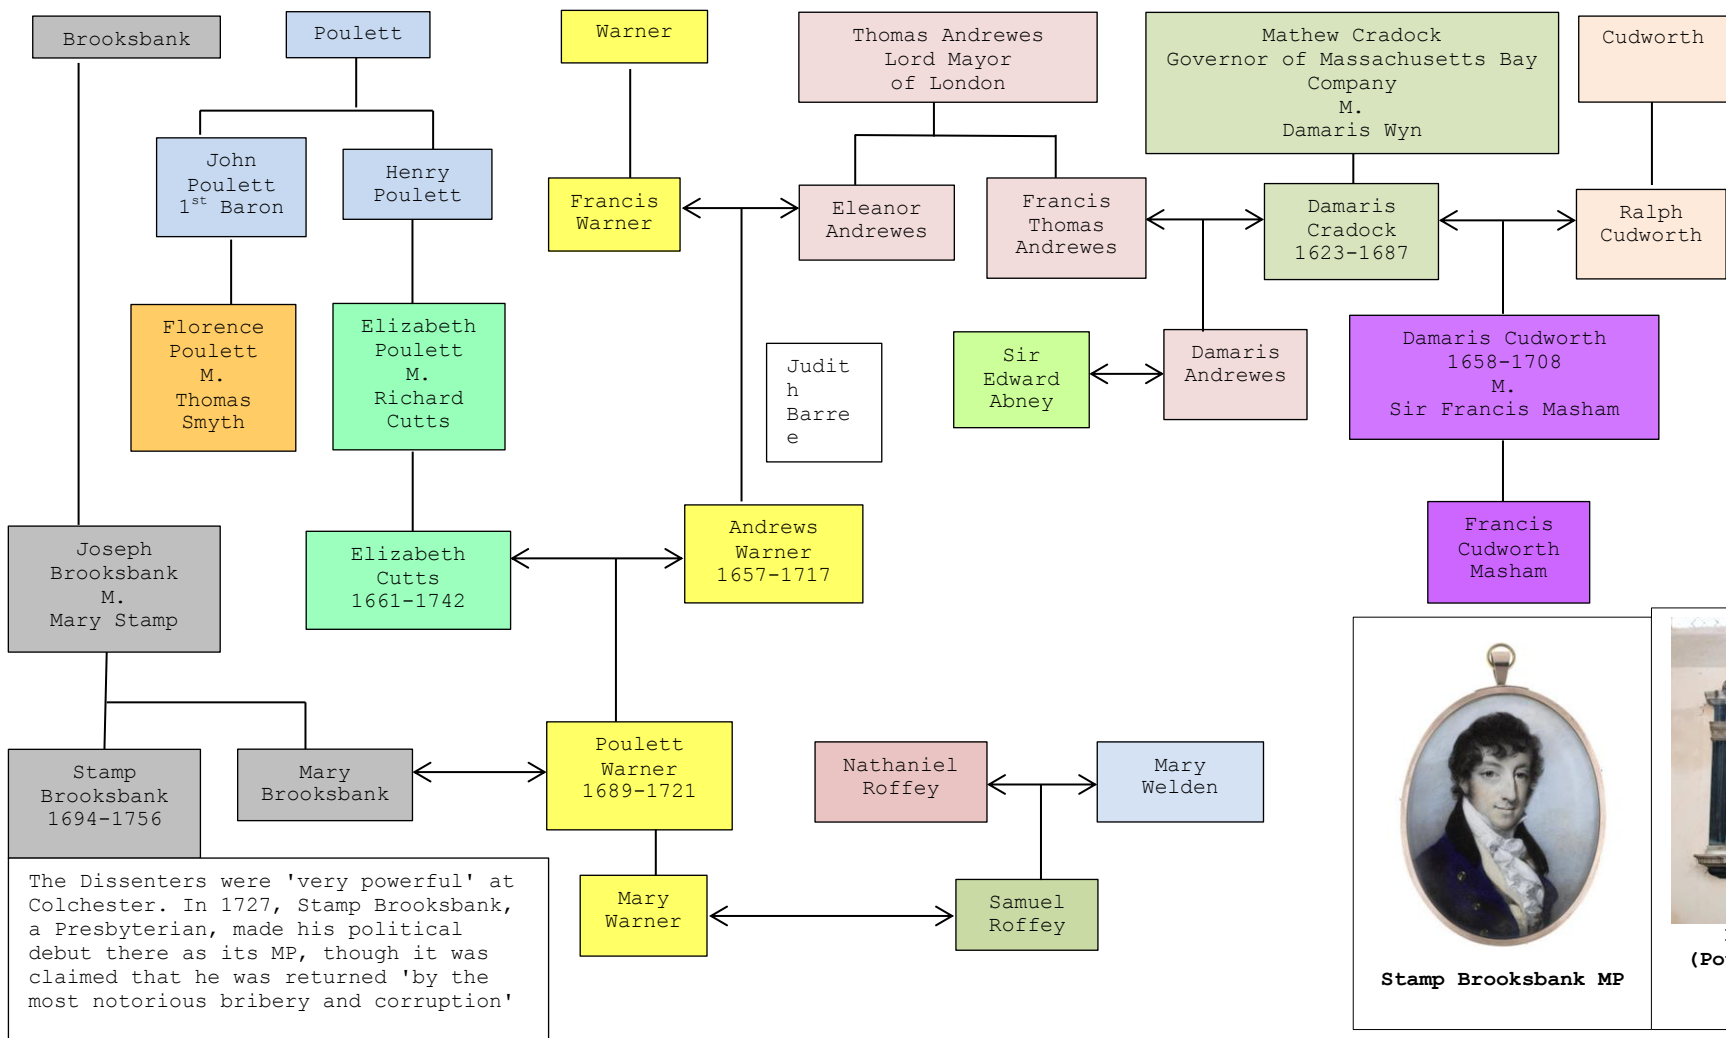 Brooksbank
Poulett
Warner
Thomas Andrewes
Lord Mayor
of London
Mathew Cradock
Governor of Massachusetts Bay
Company
M.
Damaris Wyn
Cudworth
John
Poulett
1st Baron
Henry
Poulett
Francis
Warner
Eleanor
Andrewes
Francis
Thomas
Andrewes
Damaris
Cradock
1623-1687
Ralph
Cudworth
Florence
Poulett
M.
Thomas
Smyth
Elizabeth
Poulett
M.
Richard
Cutts
Judit
h
Barre
e
Sir
Edward
Abney
Damaris
Andrewes
Damaris Cudworth
1658-1708
M.
Sir Francis Masham
Joseph
Brooksbank
M.
Mary Stamp
Elizabeth
Cutts
1661-1742
Andrews
Warner
1657-1717
Francis
Cudworth
Masham
Stamp
Brooksbank
1694-1756
Mary
Brooksbank
Poulett
Warner
1689-1721
Nathaniel
Roffey
Mary
Welden
Mary
Warner
Samuel
Roffey
The Dissenters were 'very powerful' at
Colchester. In 1727, Stamp Brooksbank,
a Presbyterian, made his political
debut there as its MP, though it was
claimed that he was returned 'by the
most notorious bribery and corruption'
Stamp Brooksbank MP